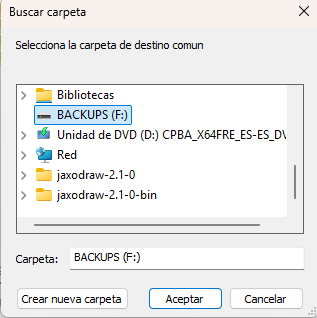 Buscar carpeta
Selecciona la carpeta de destino comun
Bibliotecas
BACKUPS (F:)
Unidad de DVD (D:) CPBA_X64FRE_ES-ES_DV
Red
jaxodraw-2.1-0
jaxodraw-2.1-0-bin
Carpeta: BACKUPS (F:)
Crear nueva carpeta Aceptar Cancelar